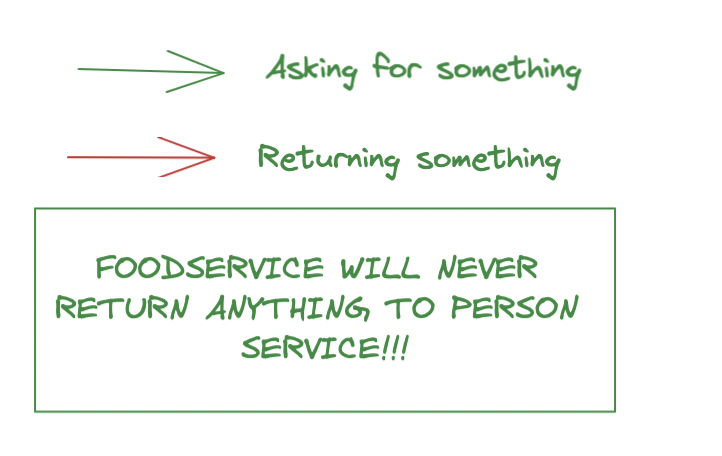 Asking for something
Returning something
FOODSERVICE WILL NEVER
RETURN ANYTHING TO PERSON
SERVICE!!!